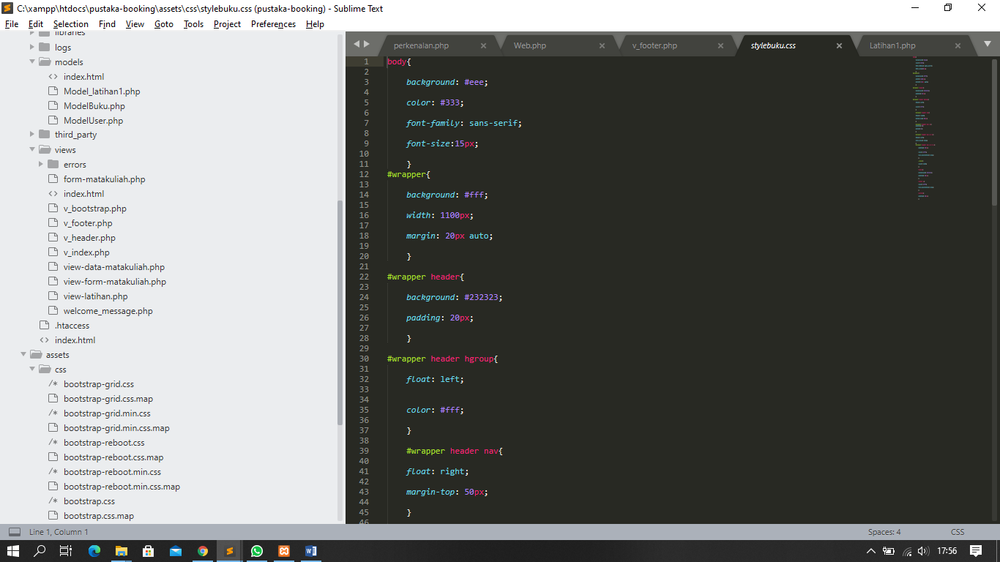 C:\xampp\htdocs\pustaka-booking\assets\css\stylebuku.css (pustaka-booking) - Sublime Text
File Edit Selection Find View Goto Tools Project Preferences Help
libraries
logs
models
<> index.html
Model_latihan1.php
ModelBuku.php
ModelUser.php
third_party
views
errors
form-matakuliah.php
<> index.html
v_bootstrap.php
v_footer.php
v_header.php
v_index.php
view-data-matakuliah.php
view-form-matakuliah.php
view-latihan.php
welcome_message.php
.htaccess
<> index.html
assets
css
/* bootstrap-grid.css
bootstrap-grid.css.map
/* bootstrap-grid.min.css
bootstrap-grid.min.css.map
/* bootstrap-reboot.css
bootstrap-reboot.css.map
/* bootstrap-reboot.min.css
bootstrap-reboot.min.css.map
/* bootstrap.css
bootstrap.css.map
perkenalan.php Web.php v_footer.php stylebuku.css Latihan1.php
1 body{
2
3 background: #eee;
4
5 color: #333;
6
7 font-family: sans-serif;
8
9 font-size:15px;
10
11 }
12 #wrapper{
13
14 background: #fff;
15
16 width: 1100px;
17
18 margin: 20px auto;
19
20 }
21
22 #wrapper header{
23
24 background: #232323;
25
26 padding: 20px;
27
28 }
29
30 #wrapper header hgroup{
31
32 float: left;
33
34
35 color: #fff;
36
37 }
38
39 #wrapper header nav{
40
41 float: right;
42
43 margin-top: 50px;
44
45 }
46
Line 1, Column 1 Spaces: 4 CSS
17:56